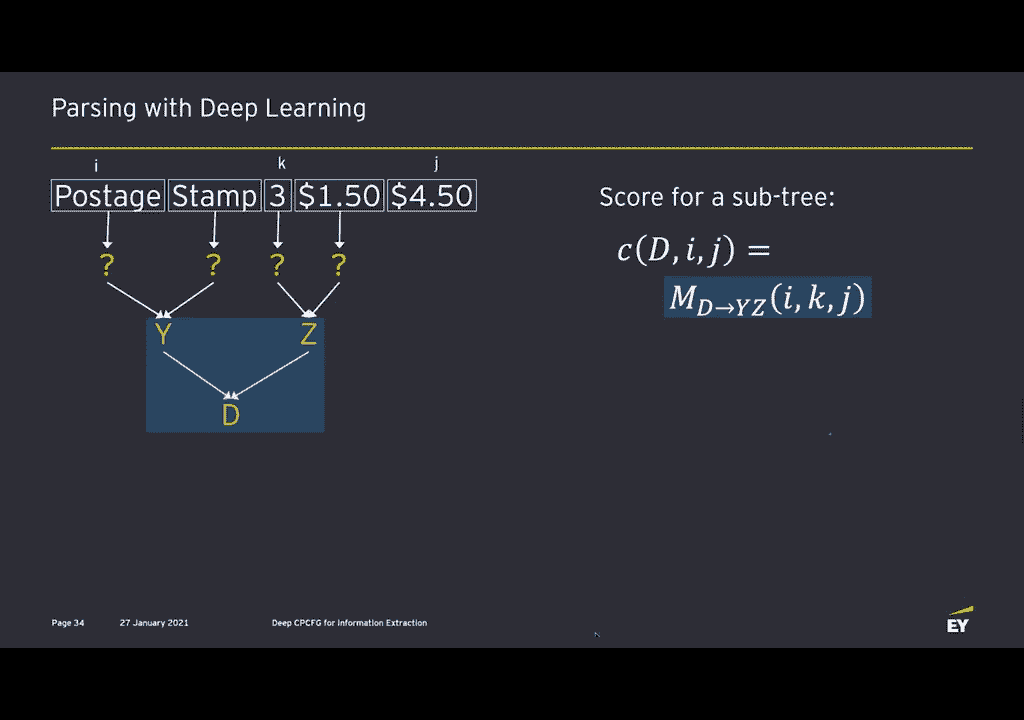 Parsing with Deep Learning
i k j
Postage Stamp 3 $1.50 $4.50
? ? ? ?
Y Z
D
Score for a sub-tree:
c(D, i, j) =
M_{D→YZ}(i, k, j)
Page 34 27 January 2021 Deep CPCFG for Information Extraction
EY